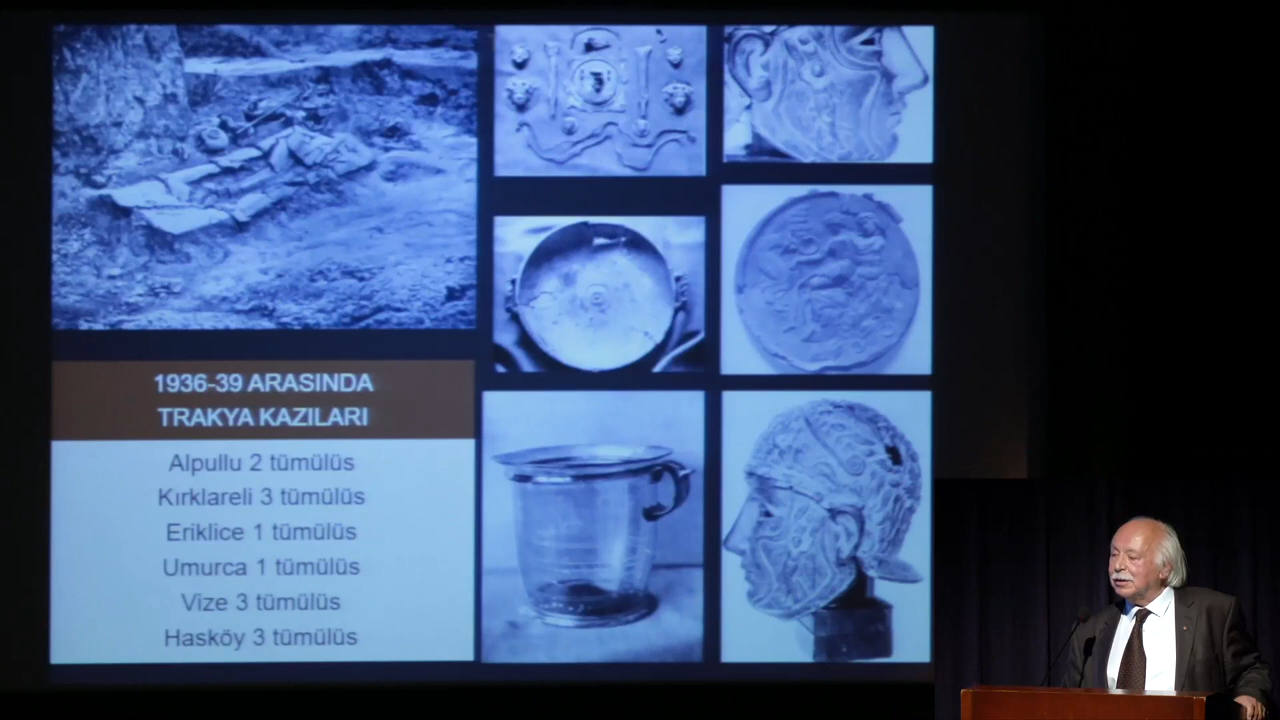 1936-39 ARASINDA
TRAKYA KAZILARI
Alpullu 2 tümülüs
Kırklareli 3 tümülüs
Eriklice 1 tümülüs
Umurca 1 tümülüs
Vize 3 tümülüs
Hasköy 3 tümülüs